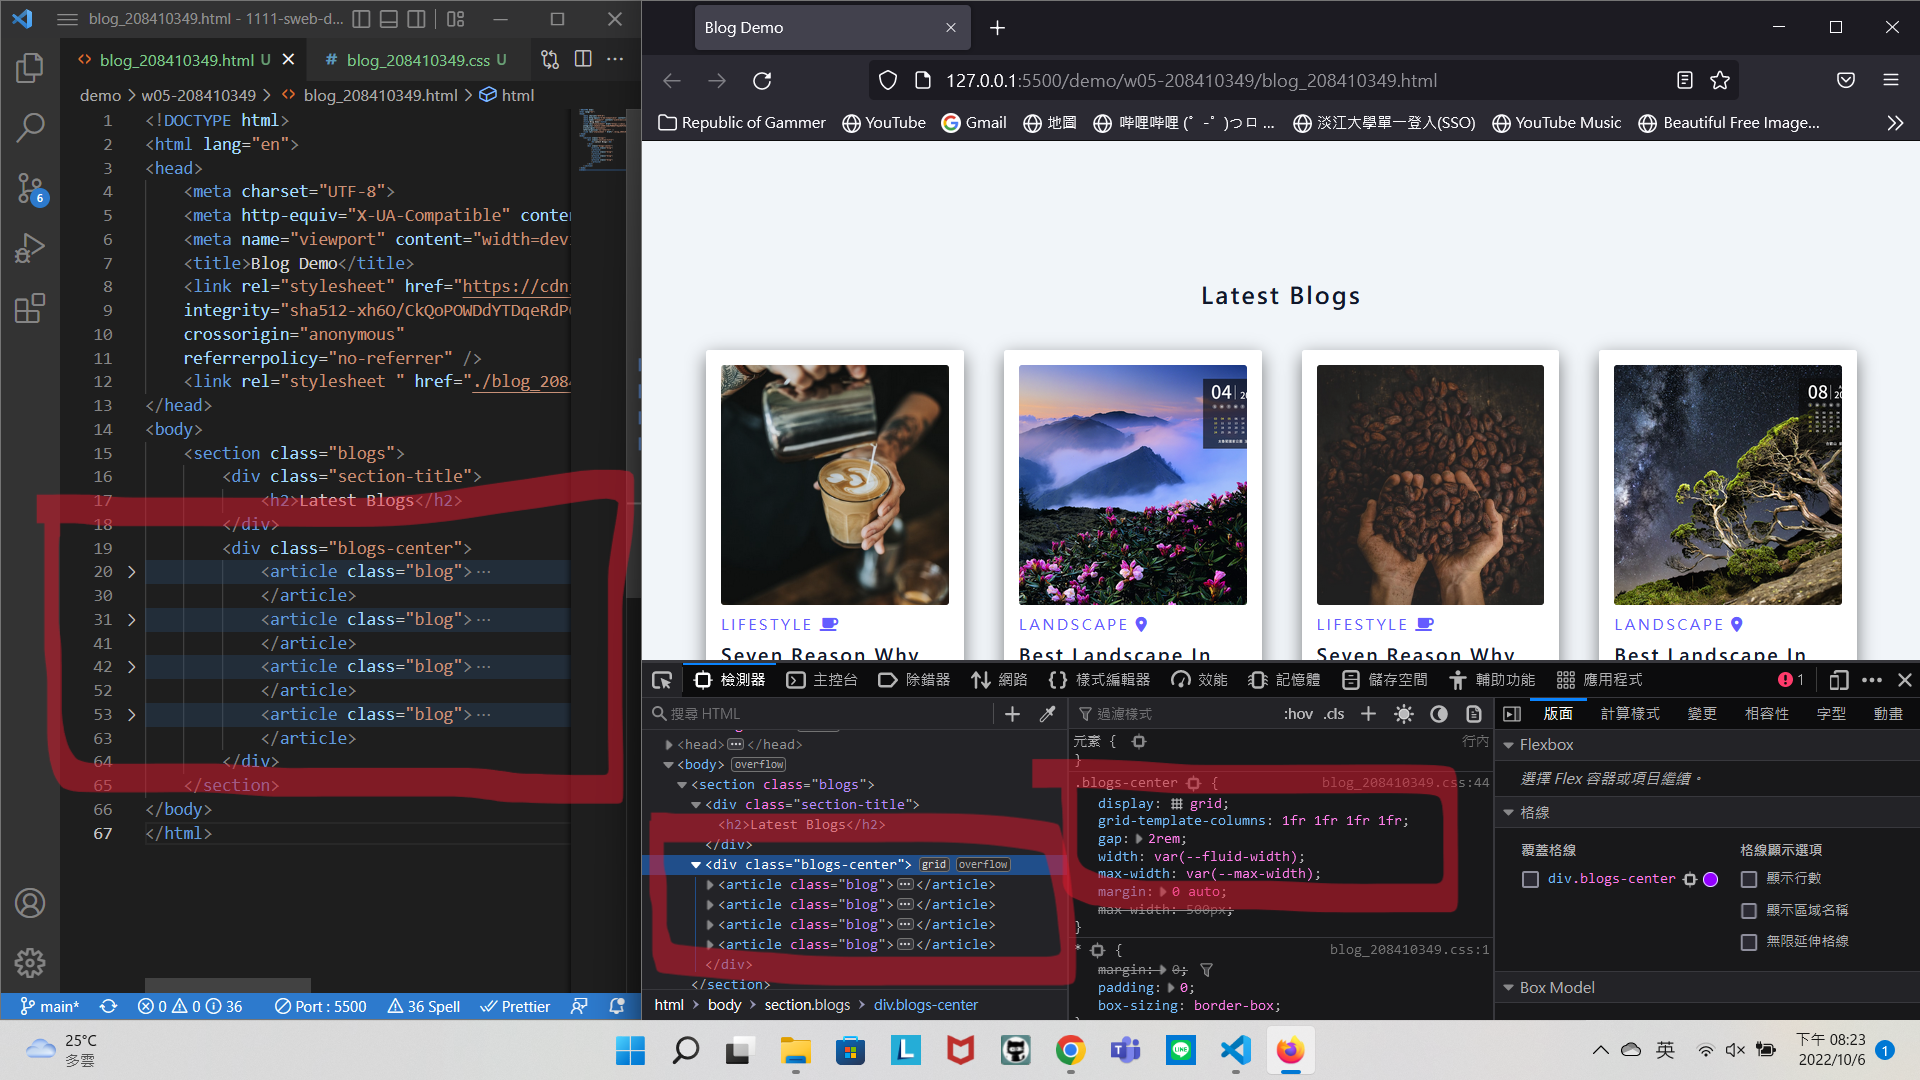 blog_208410349.html - 1111-sweb-d...
blog_208410349.html U
# blog_208410349.css U
demo > w05-208410349 > blog_208410349.html > html
1 <!DOCTYPE html>
2 <html lang="en">
3 <head>
4 <meta charset="UTF-8">
5 <meta http-equiv="X-UA-Compatible" conte
6 <meta name="viewport" content="width=dev
7 <title>Blog Demo</title>
8 <link rel="stylesheet" href="https://cdn
9 integrity="sha512-xh6O/CkQoPOWDdYTDqeRdP
10 crossorigin="anonymous"
11 referrerpolicy="no-referrer" />
12 <link rel="stylesheet " href="./blog_208
13 </head>
14 <body>
15 <section class="blogs">
16 <div class="section-title">
17 <h2>Latest Blogs</h2>
18 </div>
19 <div class="blogs-center">
20 <article class="blog">…
30 </article>
31 <article class="blog">…
41 </article>
42 <article class="blog">…
52 </article>
53 <article class="blog">…
63 </article>
64 </div>
65 </section>
66 </body>
67 </html>
6
main* 0 0 36 Port : 5500 36 Spell Prettier
Blog Demo
127.0.0.1:5500/demo/w05-208410349/blog_208410349.html
Republic of Gammer YouTube Gmail 地圖 哔哩哔哩 (゜-゜)つロ ... 淡江大學單一登入(SSO) YouTube Music Beautiful Free Image...
Latest Blogs
04
08
LIFESTYLE
LANDSCAPE
LIFESTYLE
LANDSCAPE
Seven Reason Why
Best Landscape In
Seven Reason Why
Best Landscape In
檢測器 主控台 除錯器 網路 樣式編輯器 效能 記憶體 儲存空間 輔助功能 應用程式 1
搜尋 HTML
<head></head>
<body> overflow
<section class="blogs">
<div class="section-title">
<h2>Latest Blogs</h2>
</div>
<div class="blogs-center"> grid overflow
<article class="blog"></article>
<article class="blog"></article>
<article class="blog"></article>
<article class="blog"></article>
</div>
</section>
html > body > section.blogs > div.blogs-center
過濾樣式 :hov .cls
元素 { 行內
}
.blogs-center { blog_208410349.css:44
display: grid;
grid-template-columns: 1fr 1fr 1fr 1fr;
gap: 2rem;
width: var(--fluid-width);
max-width: var(--max-width);
margin: 0 auto;
max-width: 500px;
}
* { blog_208410349.css:1
margin: 0;
padding: 0;
box-sizing: border-box;
版面 計算樣式 變更 相容性 字型 動畫
Flexbox
選擇 Flex 容器或項目繼續。
格線
覆蓋格線
div.blogs-center
格線顯示選項
顯示行數
顯示區域名稱
無限延伸格線
Box Model
25°C
多雲
英
下午 08:23
2022/10/6
1